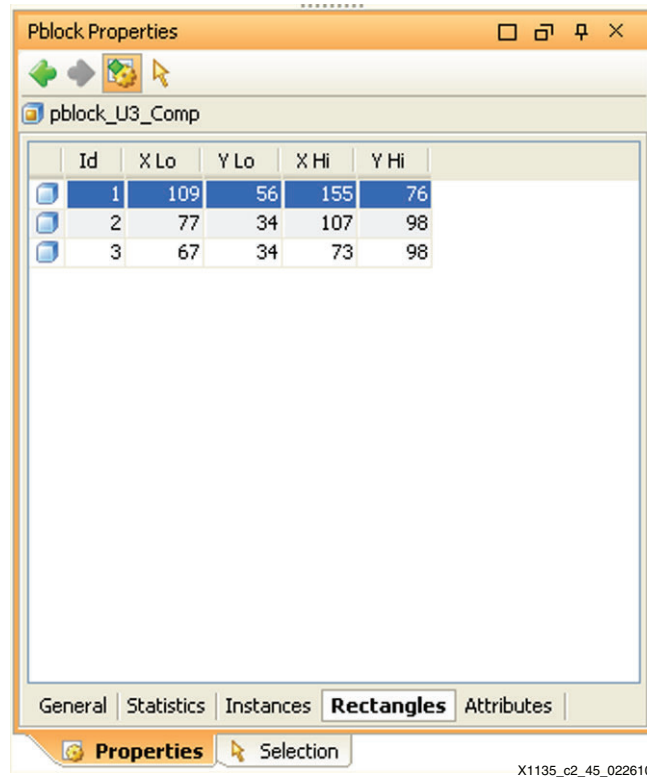 Pblock Properties
pblock_U3_Comp
Id X Lo Y Lo X Hi Y Hi
1 109 56 155 76
2 77 34 107 98
3 67 34 73 98
General Statistics Instances Rectangles Attributes
Properties Selection
X1135_c2_45_022610